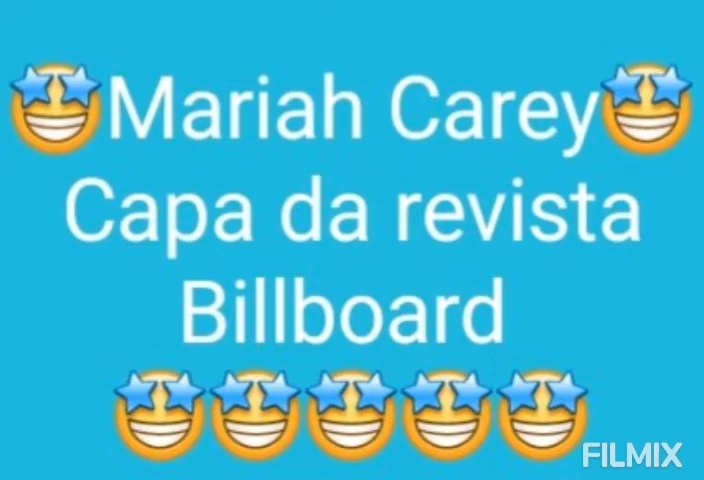 🤩Mariah Carey🤩
Capa da revista
Billboard
🤩🤩🤩🤩🤩
FILMIX